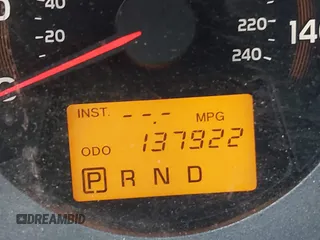 40
20
220
240
140
INST. --.- MPG
ODO 137922
P R N D
DREAMBID